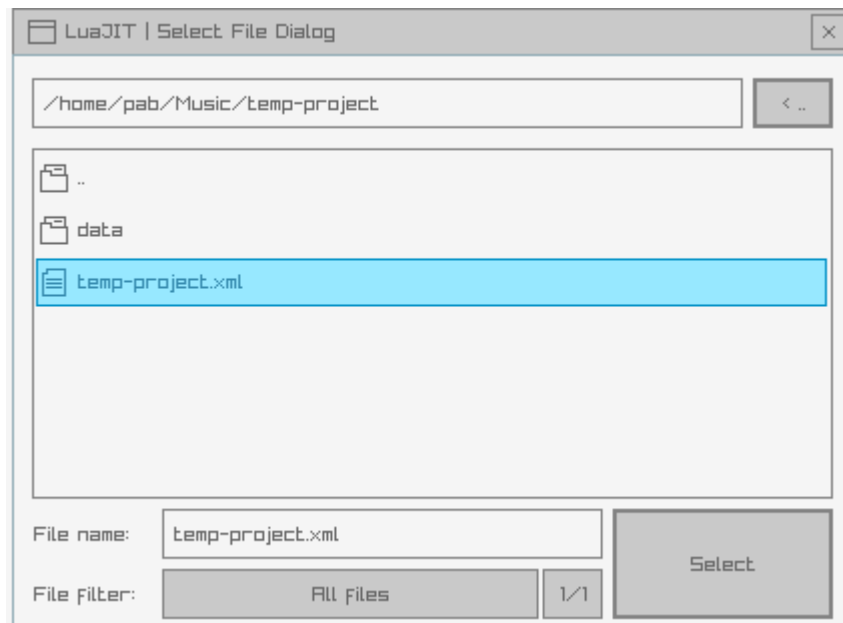 LuaJIT | Select File Dialog
/home/pab/Music/temp-project
< ..
..
data
temp-project.xml
File name:
temp-project.xml
Select
File filter:
All files
1/1